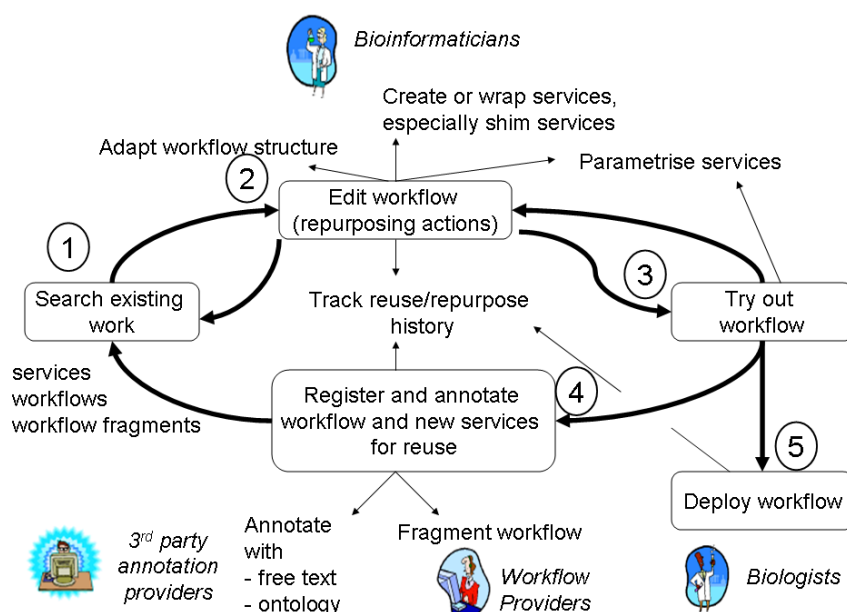 Bioinformaticians
Create or wrap services,
especially shim services
Adapt workflow structure
Parametrise services
2
Edit workflow
(repurposing actions)
1
3
Search existing
work
Track reuse/repurpose
history
Try out
workflow
services
workflows
workflow fragments
Register and annotate
workflow and new services
for reuse
4
5
Deploy workflow
3rd party
annotation
providers
Annotate
with
- free text
- ontology
Fragment workflow
Workflow
Providers
Biologists